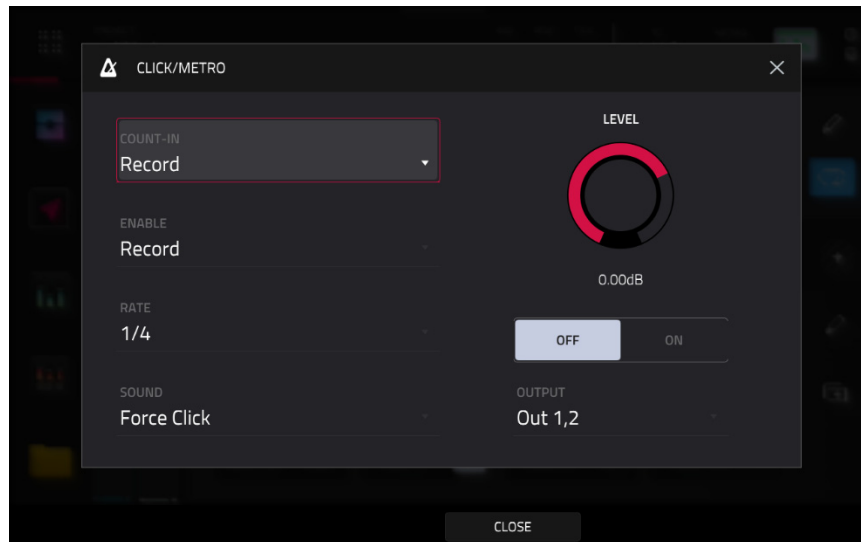 CLICK/METRO
COUNT-IN
Record
ENABLE
Record
RATE
1/4
SOUND
Force Click
LEVEL
0.00dB
OFF ON
OUTPUT
Out 1,2
CLOSE